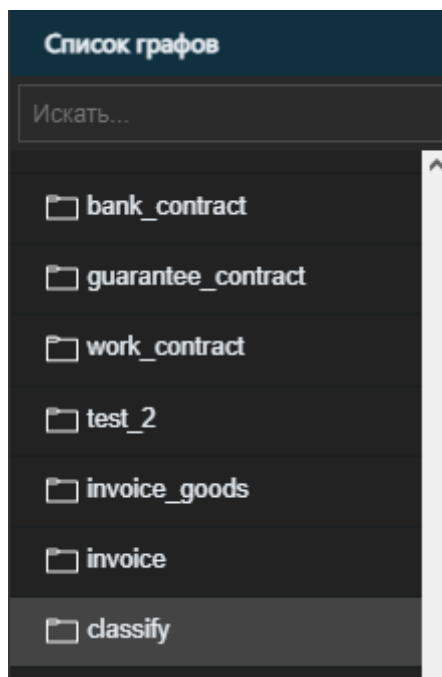 Список графов
Искать...
bank_contract
guarantee_contract
work_contract
test_2
invoice_goods
invoice
classify